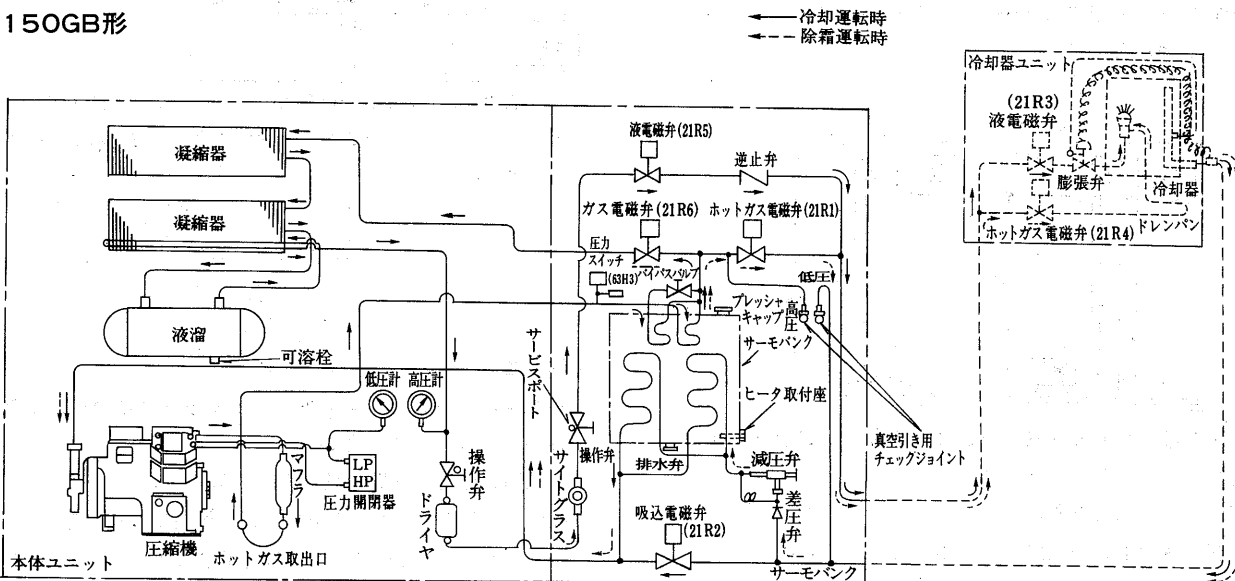 150GB形
冷却運転時
除霜運転時
冷却器ユニット
(21R3)
液電磁弁
膨張弁
冷却器
ホットガス電磁弁(21R4)
ドレンパン
凝縮器
凝縮器
液溜
可溶栓
液電磁弁(21R5)
逆止弁
ガス電磁弁(21R6)
ホットガス電磁弁(21R1)
圧力
スイッチ
(63H3)
バイパスバルブ
低圧
高圧
プレッシャ
キャップ
サーモバンク
ヒータ取付座
サービスポート
低圧計
高圧計
LP
HP
圧力開閉器
マフラー
操作弁
ドライヤ
サイトグラス
操作弁
排水弁
減圧弁
差圧弁
真空引き用
チェックジョイント
吸込電磁弁
(21R2)
圧縮機
ホットガス取出口
本体ユニット
サーモバンク